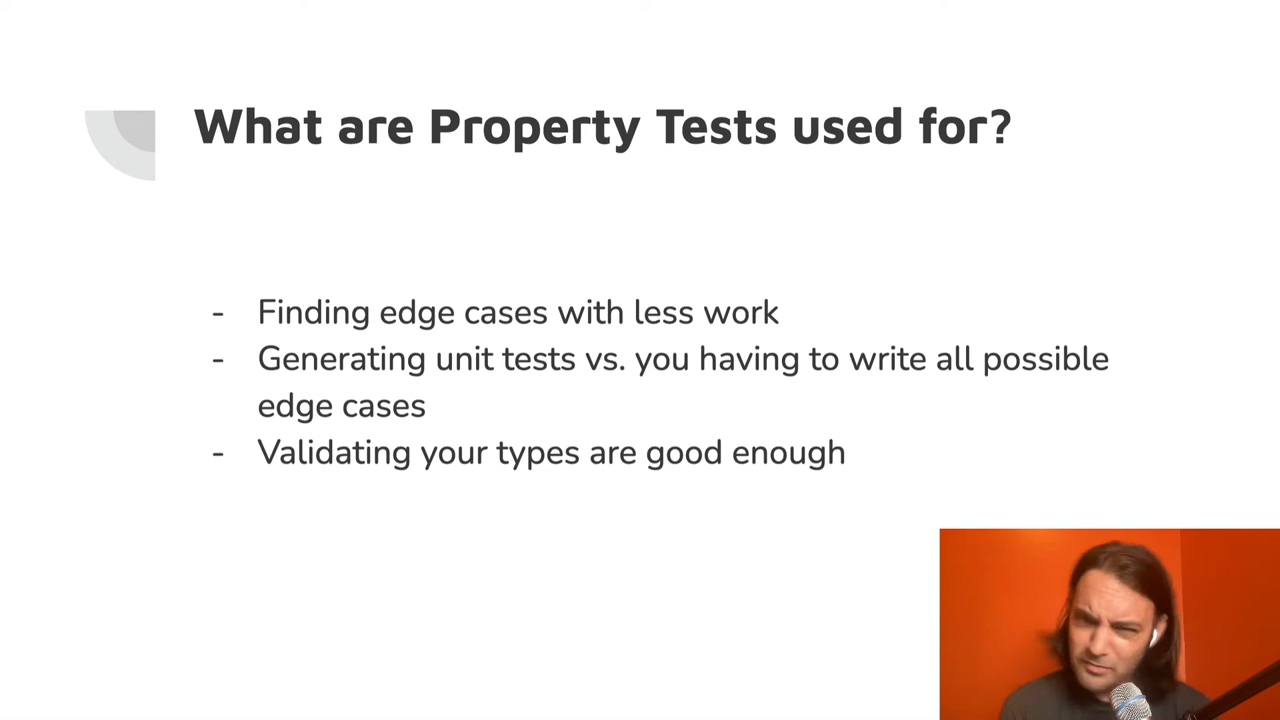 What are Property Tests used for?
- Finding edge cases with less work
- Generating unit tests vs. you having to write all possible
edge cases
- Validating your types are good enough